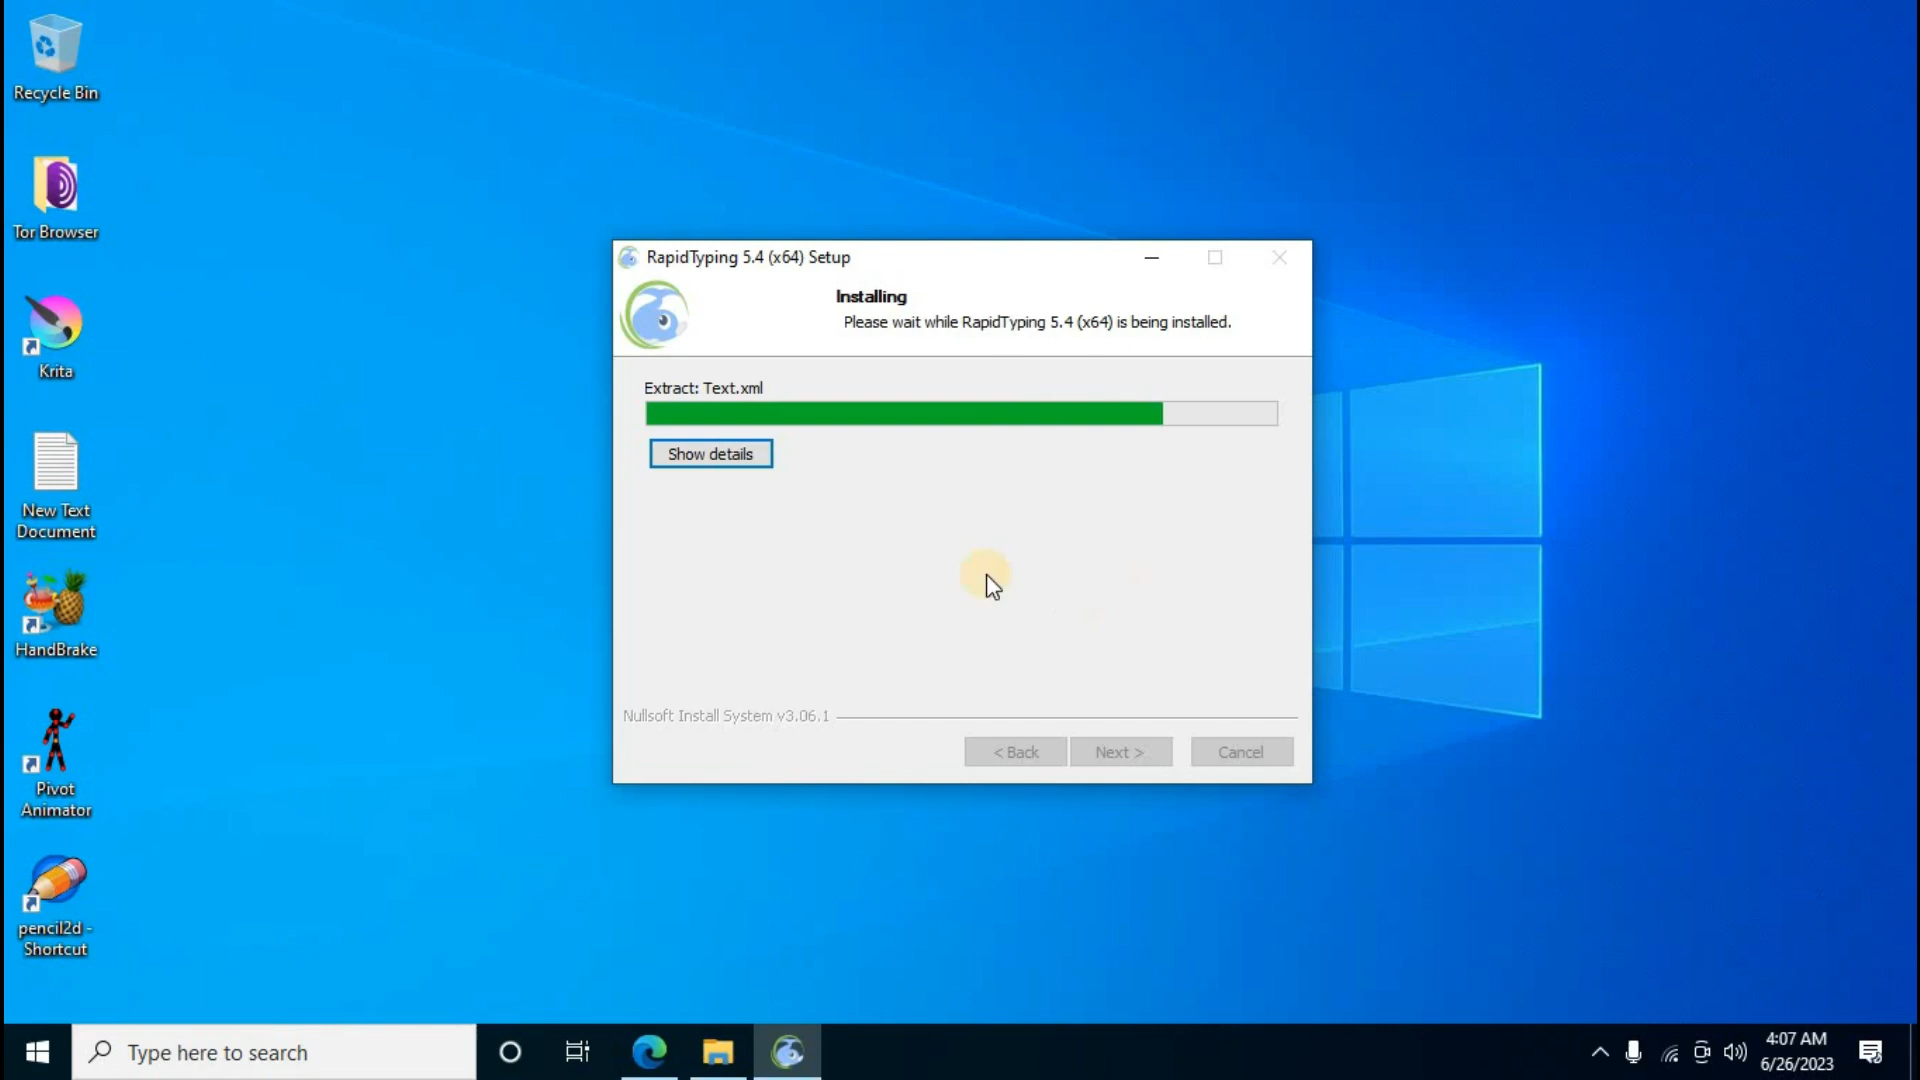 Recycle Bin
Tor Browser
Krita
New Text
Document
HandBrake
Pivot
Animator
pencil2d -
Shortcut
RapidTyping 5.4 (x64) Setup
Installing
Please wait while RapidTyping 5.4 (x64) is being installed.
Extract: Text.xml
Show details
Nullsoft Install System v3.06.1
< Back
Next >
Cancel
Type here to search
4:07 AM
6/26/2023